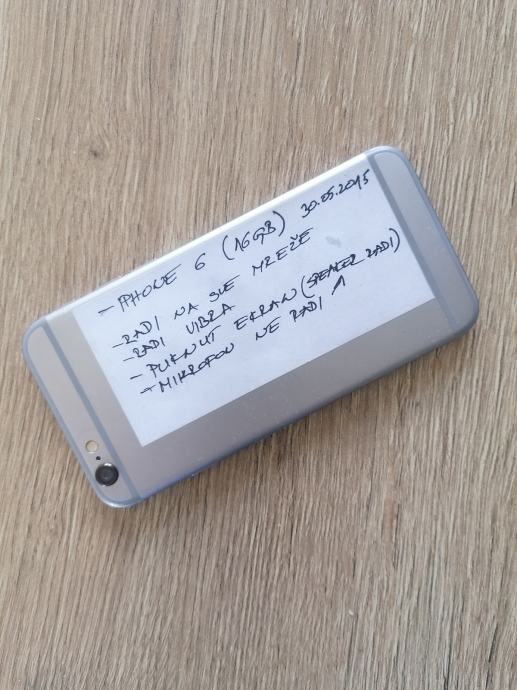 - IPHONE 6 (16GB) 30.05.2015
- RADI NA SVE MREŽE
- RADI VIBRA
- PUKNUT EKRAN (SPEAKER RADI)
- MIKROFON NE RADI